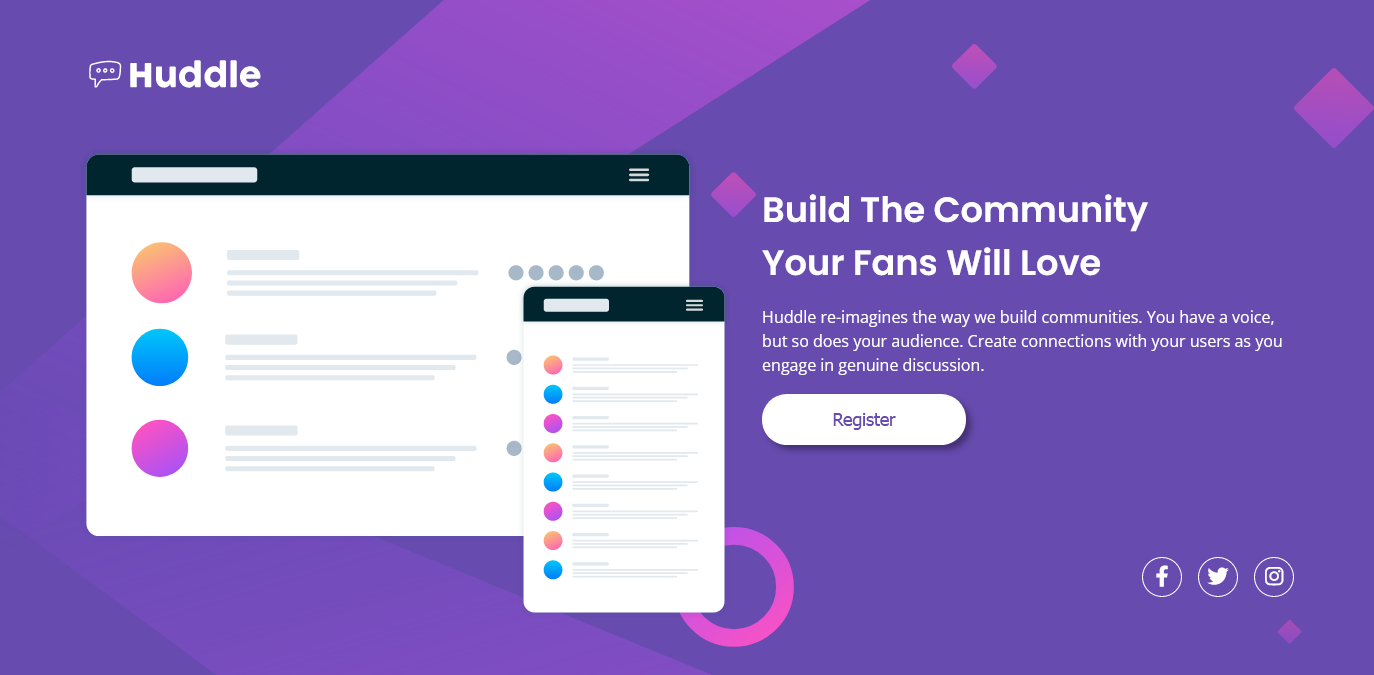 Huddle
Build The Community
Your Fans Will Love
Huddle re-imagines the way we build communities. You have a voice,
but so does your audience. Create connections with your users as you
engage in genuine discussion.
Register